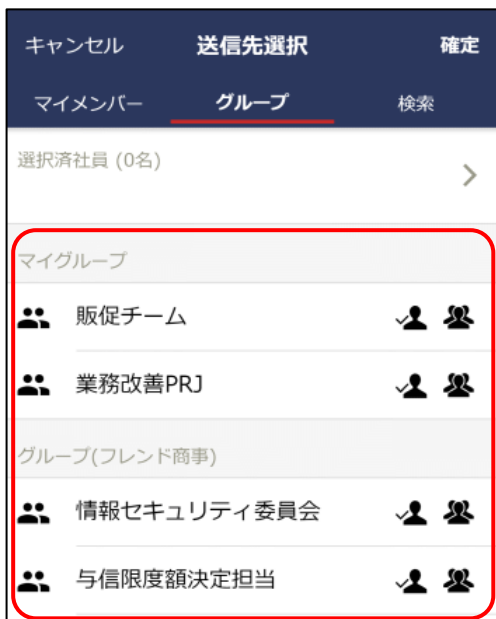 キャンセル 送信先選択 確定
マイメンバー グループ 検索
選択済社員 (0名)
マイグループ
販促チーム
業務改善PRJ
グループ(フレンド商事)
情報セキュリティ委員会
与信限度額決定担当